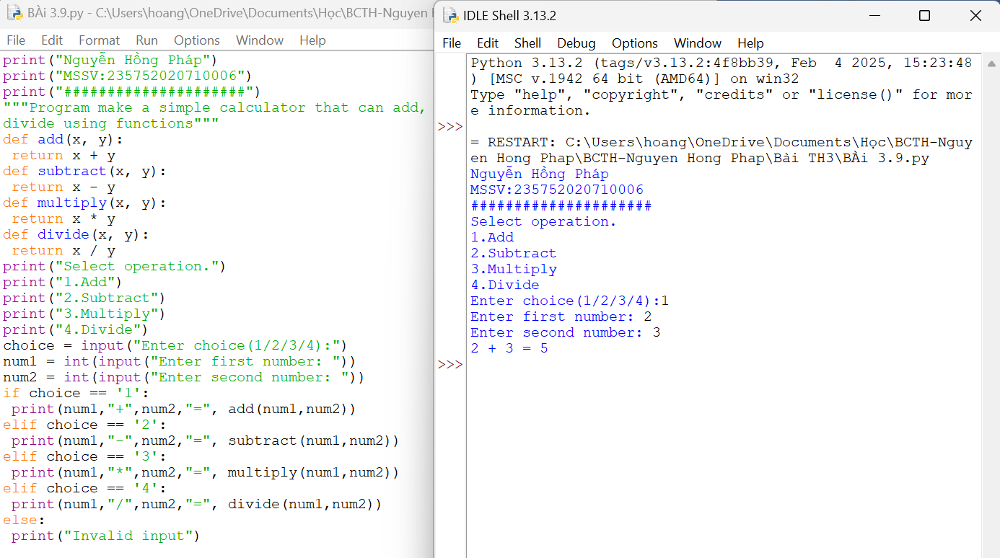 BÀi 3.9.py - C:\Users\hoang\OneDrive\Documents\Học\BCTH-Nguyen
File Edit Format Run Options Window Help
print("Nguyễn Hồng Pháp")
print("MSSV:235752020710006")
print("#####################")
"""Program make a simple calculator that can add,
divide using functions"""
def add(x, y):
 return x + y
def subtract(x, y):
 return x - y
def multiply(x, y):
 return x * y
def divide(x, y):
 return x / y
print("Select operation.")
print("1.Add")
print("2.Subtract")
print("3.Multiply")
print("4.Divide")
choice = input("Enter choice(1/2/3/4):")
num1 = int(input("Enter first number: "))
num2 = int(input("Enter second number: "))
if choice == '1':
 print(num1,"+",num2,"=", add(num1,num2))
elif choice == '2':
 print(num1,"-",num2,"=", subtract(num1,num2))
elif choice == '3':
 print(num1,"*",num2,"=", multiply(num1,num2))
elif choice == '4':
 print(num1,"/",num2,"=", divide(num1,num2))
else:
 print("Invalid input")
IDLE Shell 3.13.2
File Edit Shell Debug Options Window Help
Python 3.13.2 (tags/v3.13.2:4f8bb39, Feb  4 2025, 15:23:48
) [MSC v.1942 64 bit (AMD64)] on win32
Type "help", "copyright", "credits" or "license()" for mor
e information.
>>>
= RESTART: C:\Users\hoang\OneDrive\Documents\Học\BCTH-Nguy
en Hong Phap\BCTH-Nguyen Hong Phap\Bài TH3\BÀi 3.9.py
Nguyễn Hồng Pháp
MSSV:235752020710006
#####################
Select operation.
1.Add
2.Subtract
3.Multiply
4.Divide
Enter choice(1/2/3/4):1
Enter first number: 2
Enter second number: 3
2 + 3 = 5
>>>